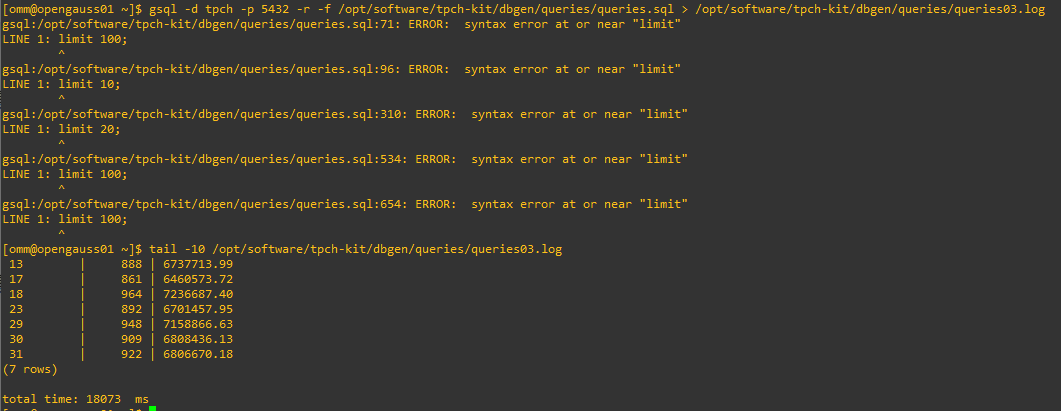 [omm@opengauss01 ~]$ gsql -d tpch -p 5432 -r -f /opt/software/tpch-kit/dbgen/queries/queries.sql > /opt/software/tpch-kit/dbgen/queries/queries03.log
gsql:/opt/software/tpch-kit/dbgen/queries/queries.sql:71: ERROR:  syntax error at or near "limit"
LINE 1: limit 100;
        ^
gsql:/opt/software/tpch-kit/dbgen/queries/queries.sql:96: ERROR:  syntax error at or near "limit"
LINE 1: limit 10;
        ^
gsql:/opt/software/tpch-kit/dbgen/queries/queries.sql:310: ERROR:  syntax error at or near "limit"
LINE 1: limit 20;
        ^
gsql:/opt/software/tpch-kit/dbgen/queries/queries.sql:534: ERROR:  syntax error at or near "limit"
LINE 1: limit 100;
        ^
gsql:/opt/software/tpch-kit/dbgen/queries/queries.sql:654: ERROR:  syntax error at or near "limit"
LINE 1: limit 100;
        ^
[omm@opengauss01 ~]$ tail -10 /opt/software/tpch-kit/dbgen/queries/queries03.log
 13        |     888 | 6737713.99
 17        |     861 | 6460573.72
 18        |     964 | 7236687.40
 23        |     892 | 6701457.95
 29        |     948 | 7158866.63
 30        |     909 | 6808436.13
 31        |     922 | 6806670.18
(7 rows)
total time: 18073  ms